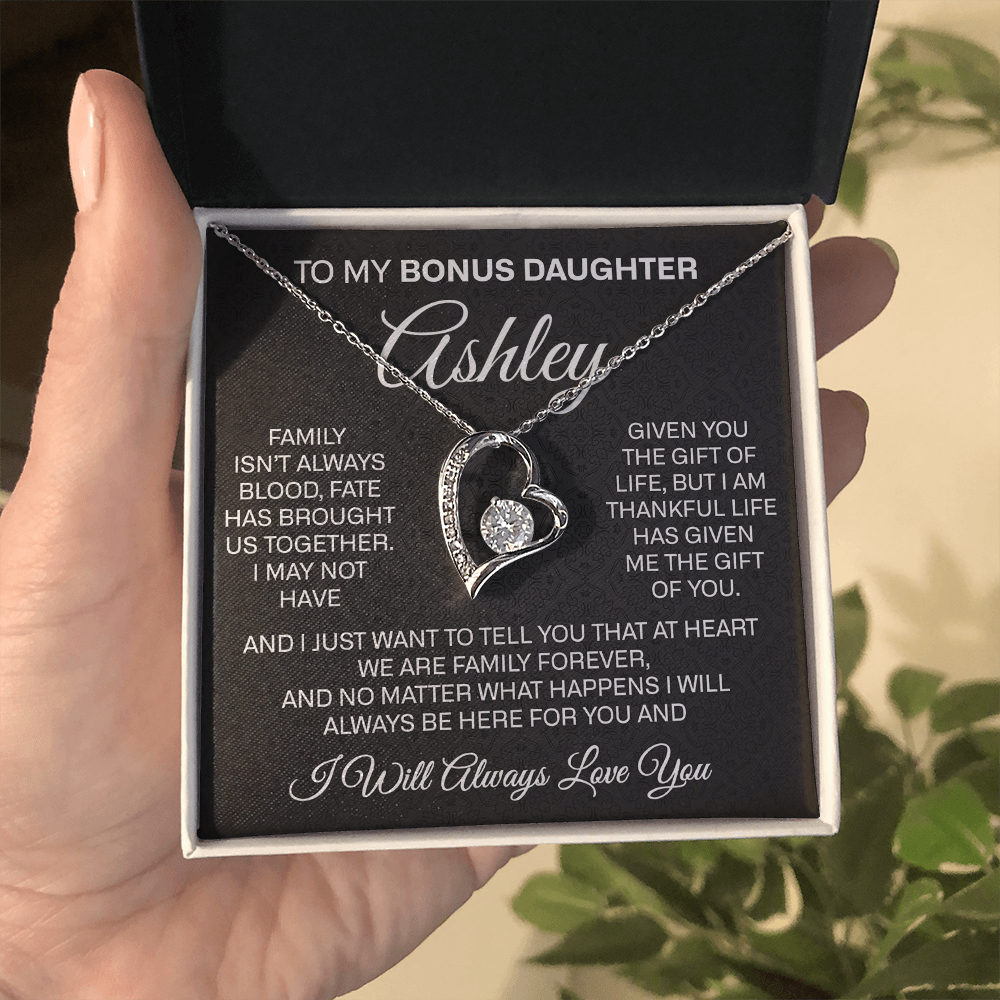 TO MY BONUS DAUGHTER
Ashley
FAMILY
ISN'T ALWAYS
BLOOD, FATE
HAS BROUGHT
US TOGETHER.
I MAY NOT
HAVE
GIVEN YOU
THE GIFT OF
LIFE, BUT I AM
THANKFUL LIFE
HAS GIVEN
ME THE GIFT
OF YOU.
AND I JUST WANT TO TELL YOU THAT AT HEART
WE ARE FAMILY FOREVER,
AND NO MATTER WHAT HAPPENS I WILL
ALWAYS BE HERE FOR YOU AND
I Will Always Love You